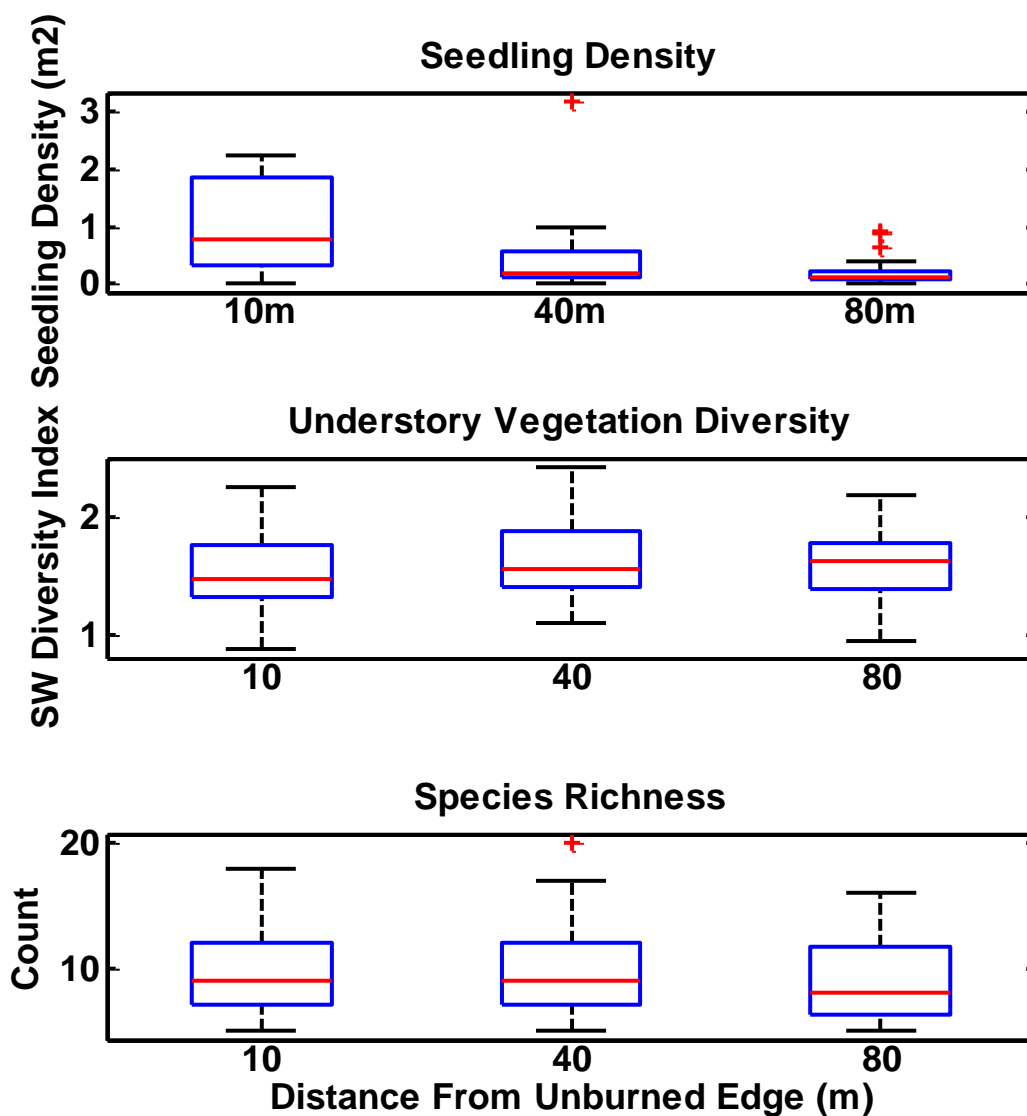 Seedling Density
Seedling Density (m2)
3
2
1
0
10m 40m 80m
Understory Vegetation Diversity
SW Diversity Index
2
1
10 40 80
Species Richness
Count
20
10
10 40 80
Distance From Unburned Edge (m)